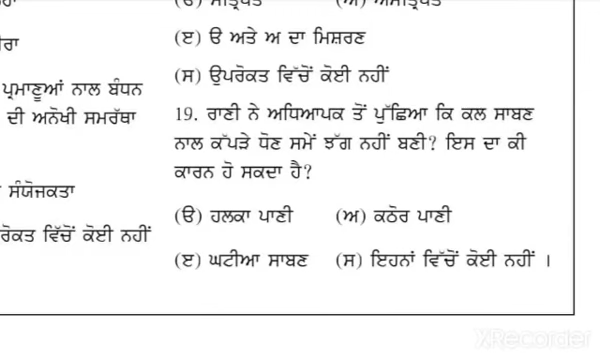 ਰਾ
ਪ੍ਰਮਾਣੂਆਂ ਨਾਲ ਬੰਧਨ
ਦੀ ਅਨੋਖੀ ਸਮਰੱਥਾ
ਸੰਯੋਜਕਤਾ
ਰੋਕਤ ਵਿੱਚੋਂ ਕੋਈ ਨਹੀਂ
(ੲ) ੳ ਅਤੇ ਅ ਦਾ ਮਿਸ਼ਰਣ
(ਸ) ਉਪਰੋਕਤ ਵਿੱਚੋਂ ਕੋਈ ਨਹੀਂ
19. ਰਾਣੀ ਨੇ ਅਧਿਆਪਕ ਤੋਂ ਪੁੱਛਿਆ ਕਿ ਕਲ ਸਾਬਣ
ਨਾਲ ਕੱਪੜੇ ਧੋਣ ਸਮੇਂ ਝੱਗ ਨਹੀਂ ਬਣੀ? ਇਸ ਦਾ ਕੀ
ਕਾਰਨ ਹੋ ਸਕਦਾ ਹੈ?
(ੳ) ਹਲਕਾ ਪਾਣੀ (ਅ) ਕਠੋਰ ਪਾਣੀ
(ੲ) ਘਟੀਆ ਸਾਬਣ (ਸ) ਇਹਨਾਂ ਵਿੱਚੋਂ ਕੋਈ ਨਹੀਂ ।
XRecorder